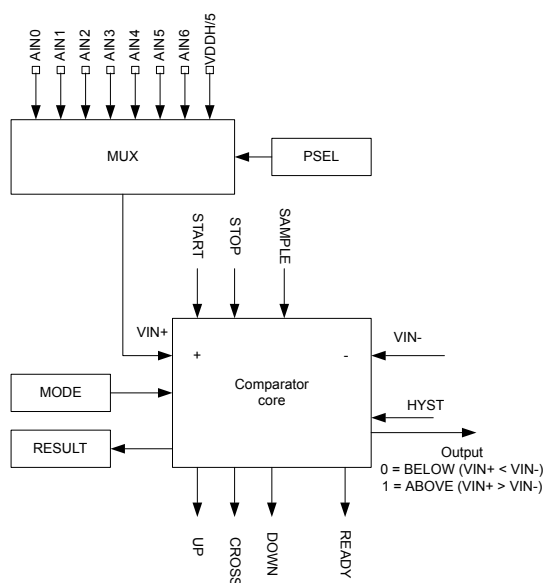 AIN0
AIN1
AIN2
AIN3
AIN4
AIN5
AIN6
VDDH/5
MUX
PSEL
START
STOP
SAMPLE
VIN+
VIN-
+
-
MODE
Comparator
core
HYST
RESULT
Output
0 = BELOW (VIN+ < VIN-)
1 = ABOVE (VIN+ > VIN-)
UP
CROSS
DOWN
READY